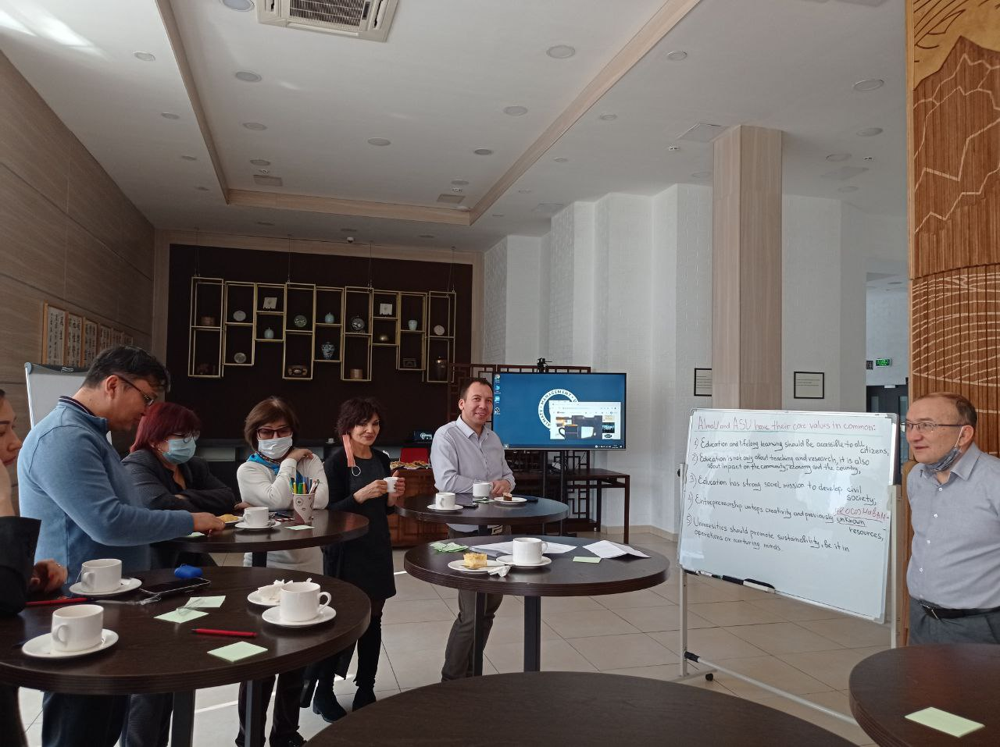 MANAGEMENT
AlmaU and ASU have their core values in common:
1) Education and lifelong learning should be accessible to all
citizens,
2) Education is not only about teaching and research, it is also
about impact on the community, economy and the country,
3) Education has strong social mission to develop civil
society,
4) Entrepreneurship untops creativity and previously unknown
resources,
5) Universities should promote sustainability, be it in
operations or nurturing minds.